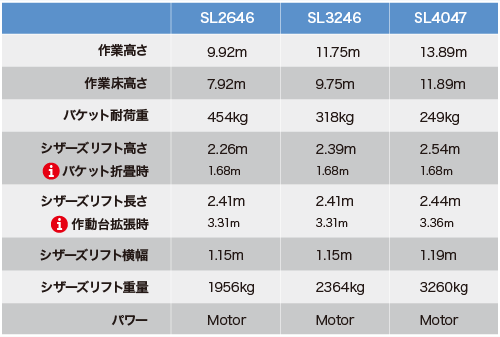 SL2646 SL3246 SL4047
作業高さ 9.92m 11.75m 13.89m
作業床高さ 7.92m 9.75m 11.89m
バケット耐荷重 454kg 318kg 249kg
シザーズリフト高さ 2.26m 2.39m 2.54m
i バケット折畳時 1.68m 1.68m 1.68m
シザーズリフト長さ 2.41m 2.41m 2.44m
i 作動台拡張時 3.31m 3.31m 3.36m
シザーズリフト横幅 1.15m 1.15m 1.19m
シザーズリフト重量 1956kg 2364kg 3260kg
パワー Motor Motor Motor